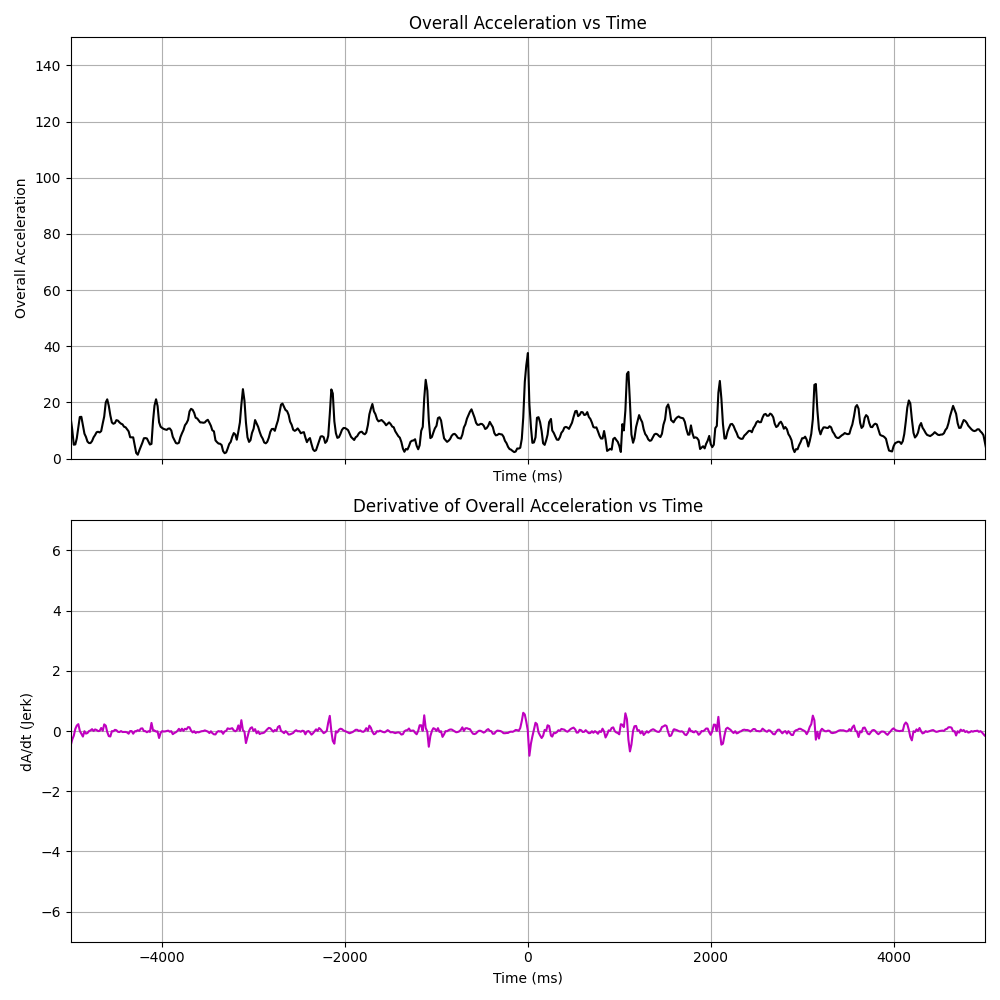 Overall Acceleration vs Time
140
120
100
80
60
40
20
0
Overall Acceleration
Time (ms)
Derivative of Overall Acceleration vs Time
6
4
2
0
−2
−4
−6
dA/dt (Jerk)
−4000 −2000 0 2000 4000
Time (ms)